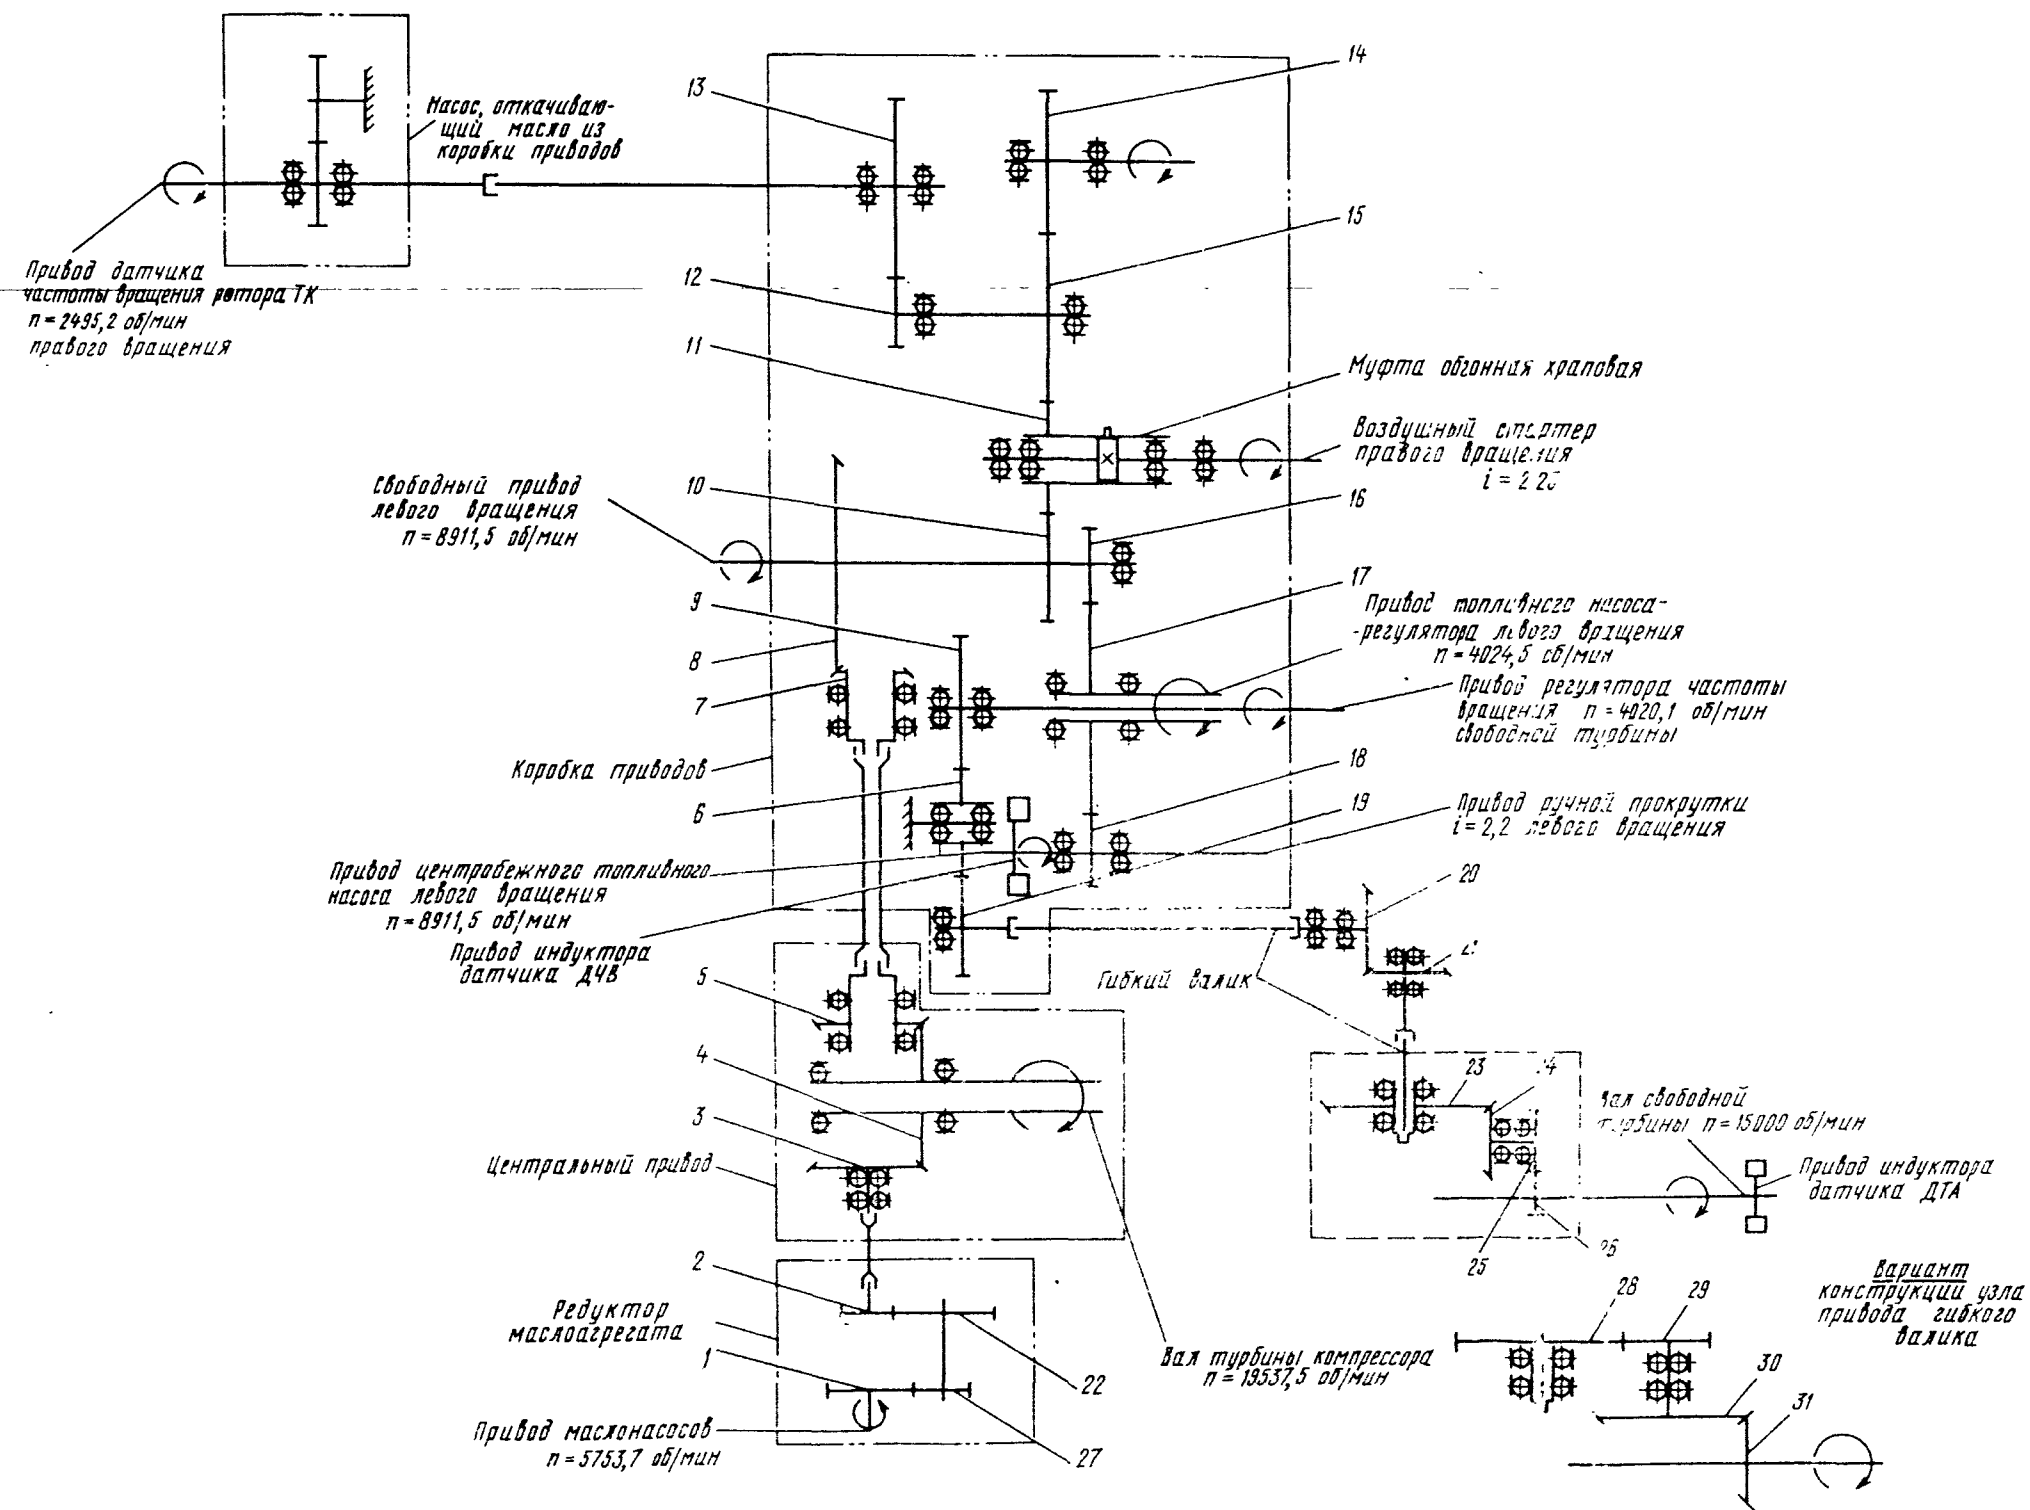 Насос, откачиваю-
щий масло из
коробки приводов
13
14
15
12
11
Привод датчика
частоты вращения ротора ТК
n=2495,2 об/мин
правого вращения
Муфта обгонная храповая
Воздушный стартер
правого вращения
i=
Свободный привод
левого вращения
n=8911,5 об/мин
10
16
17
9
8
7
Привод топливного насоса-
-регулятора левого вращения
n=4024,5 об/мин
Привод регулятора частоты
вращения n=4020,1 об/мин
свободной турбины
Коробка приводов
6
18
19
Привод ручной прокрутки
i=2,2 левого вращения
Привод центробежного топливного
насоса левого вращения
n=8911,5 об/мин
Привод индуктора
датчика ДЧВ
20
5
Гибкий валик
4
3
23
Вал свободной
турбины n=15000 об/мин
Центральный привод
Привод индуктора
датчика ДТА
25
2
Редуктор
маслоагрегата
1
22
27
Привод маслонасосов
n=5753,7 об/мин
Вал турбины компрессора
n=19537,5 об/мин
Вариант
конструкции узла
привода гибкого
валика
28
29
30
31